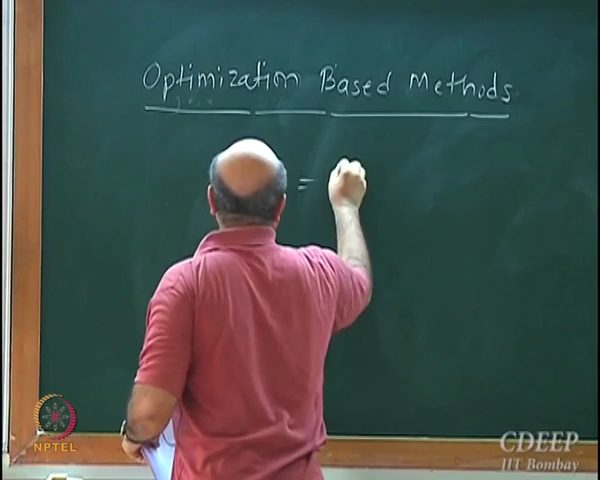 Optimization Based Methods
=
NPTEL
CDEEP
IIT Bombay